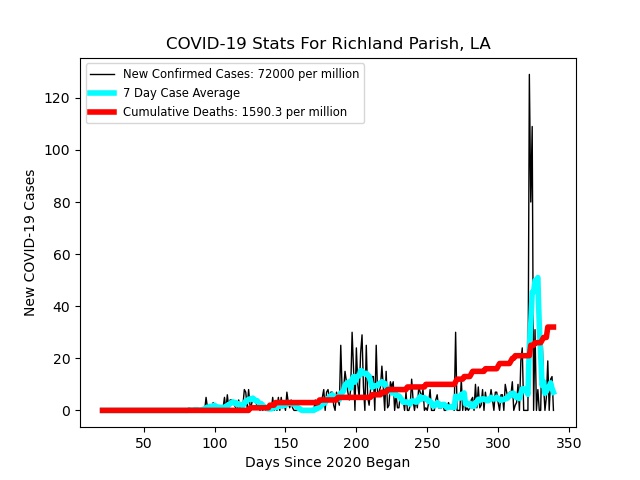 COVID-19 Stats For Richland Parish, LA
New Confirmed Cases: 72000 per million
7 Day Case Average
Cumulative Deaths: 1590.3 per million
New COVID-19 Cases
120
100
80
60
40
20
0
50 100 150 200 250 300 350
Days Since 2020 Began